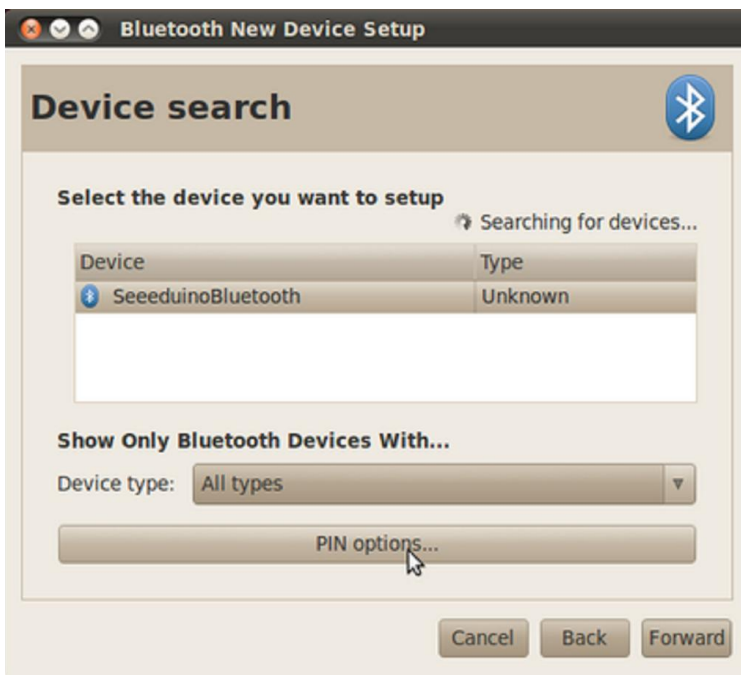 Bluetooth New Device Setup
Device search
Select the device you want to setup
Searching for devices...
Device Type
SeeeduinoBluetooth Unknown
Show Only Bluetooth Devices With...
Device type: All types
PIN options...
Cancel Back Forward